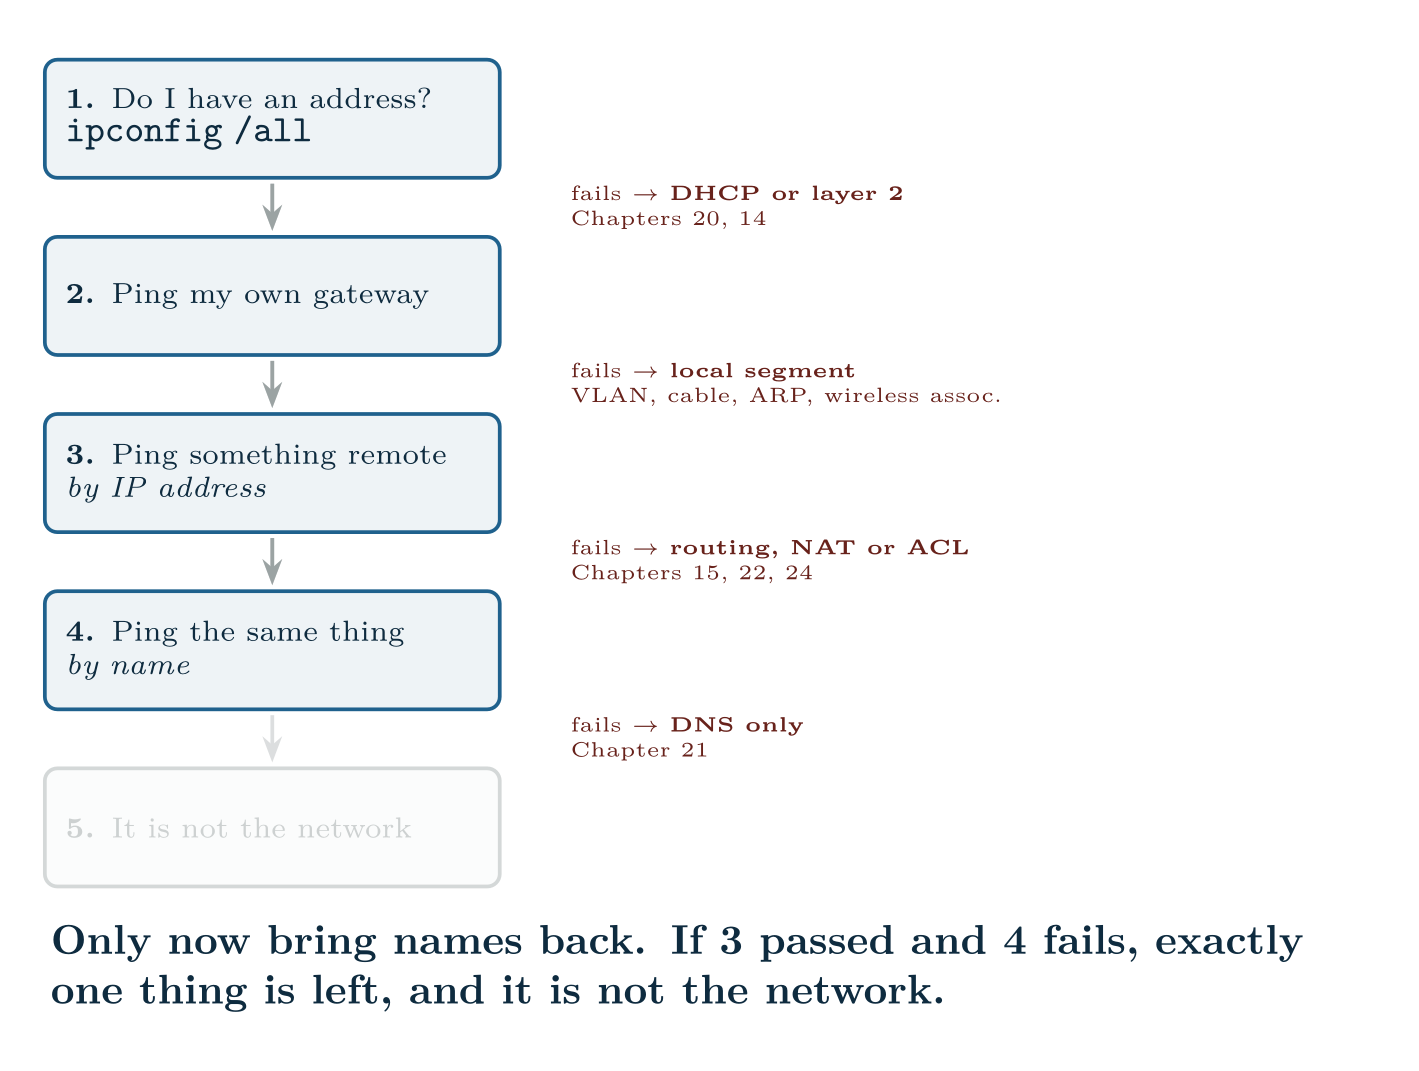 1. Do I have an address?
ipconfig /all
fails → DHCP or layer 2
Chapters 20, 14
2. Ping my own gateway
fails → local segment
VLAN, cable, ARP, wireless assoc.
3. Ping something remote
by IP address
fails → routing, NAT or ACL
Chapters 15, 22, 24
4. Ping the same thing
by name
fails → DNS only
Chapter 21
5. It is not the network
Only now bring names back. If 3 passed and 4 fails, exactly
one thing is left, and it is not the network.